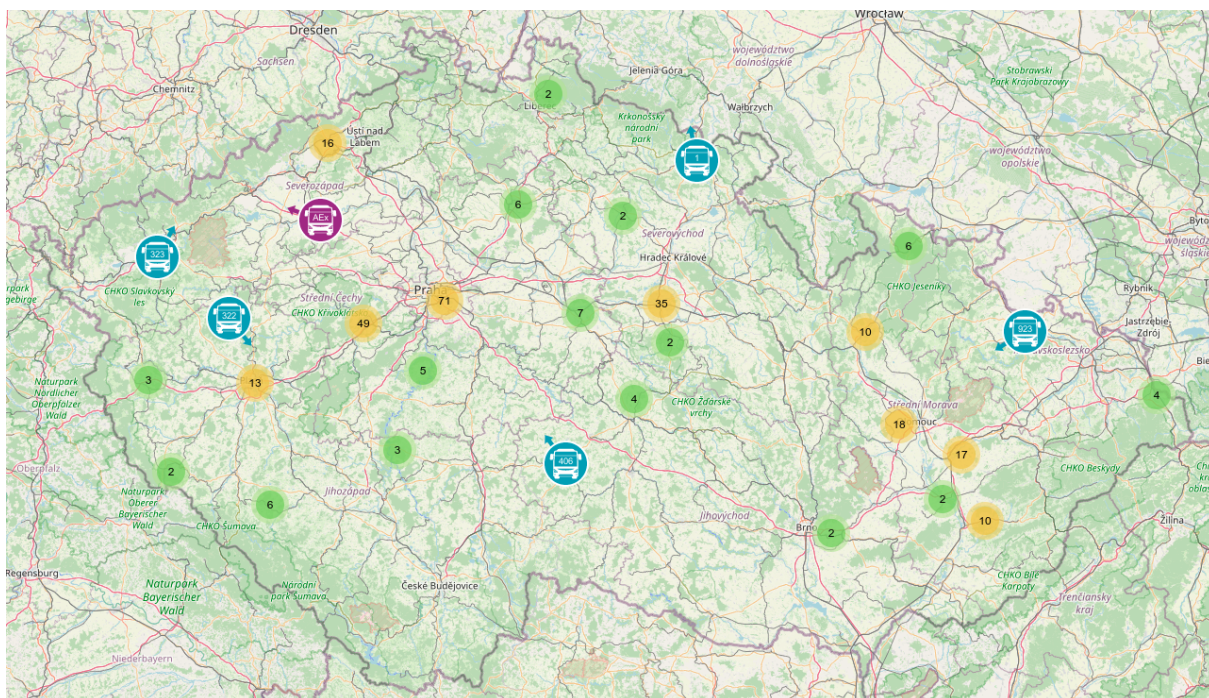 Wrocław
Dresden
Sachsen
Chemnitz
Jelenia Góra
województwo
dolnośląskie
Stobrawski
Park Krajobrazowy
2
Krkonošský
národní
park
Wałbrzych
16
Ústí nad
Labem
1
województwo
opolskie
Severozápad
AEx
6
2
Severovýchod
6
323
Hradec Králové
CHKO Slavkovský
les
Střední Čechy
Praha
71
35
CHKO Jeseníky
Rybnik
322
49
7
10
923
Jastrzębie-
Zdrój
2
Naturpark
Nördlicher
Oberpfälzer
Wald
3
13
5
4
CHKO Žďárské
vrchy
Střední Morava
4
18
3
406
17
CHKO Beskydy
Oberpfalz
2
Naturpark
Oberer
Bayerischer
Wald
Jihozápad
6
CHKO Šumava
2
Jihovýchod
Brno
2
10
Žilina
Regensburg
Naturpark
Bayerischer
Wald
Národní
park Šumava
České Budějovice
CHKO Bílé
Karpaty
Trenčiansky
kraj
Niederbayern